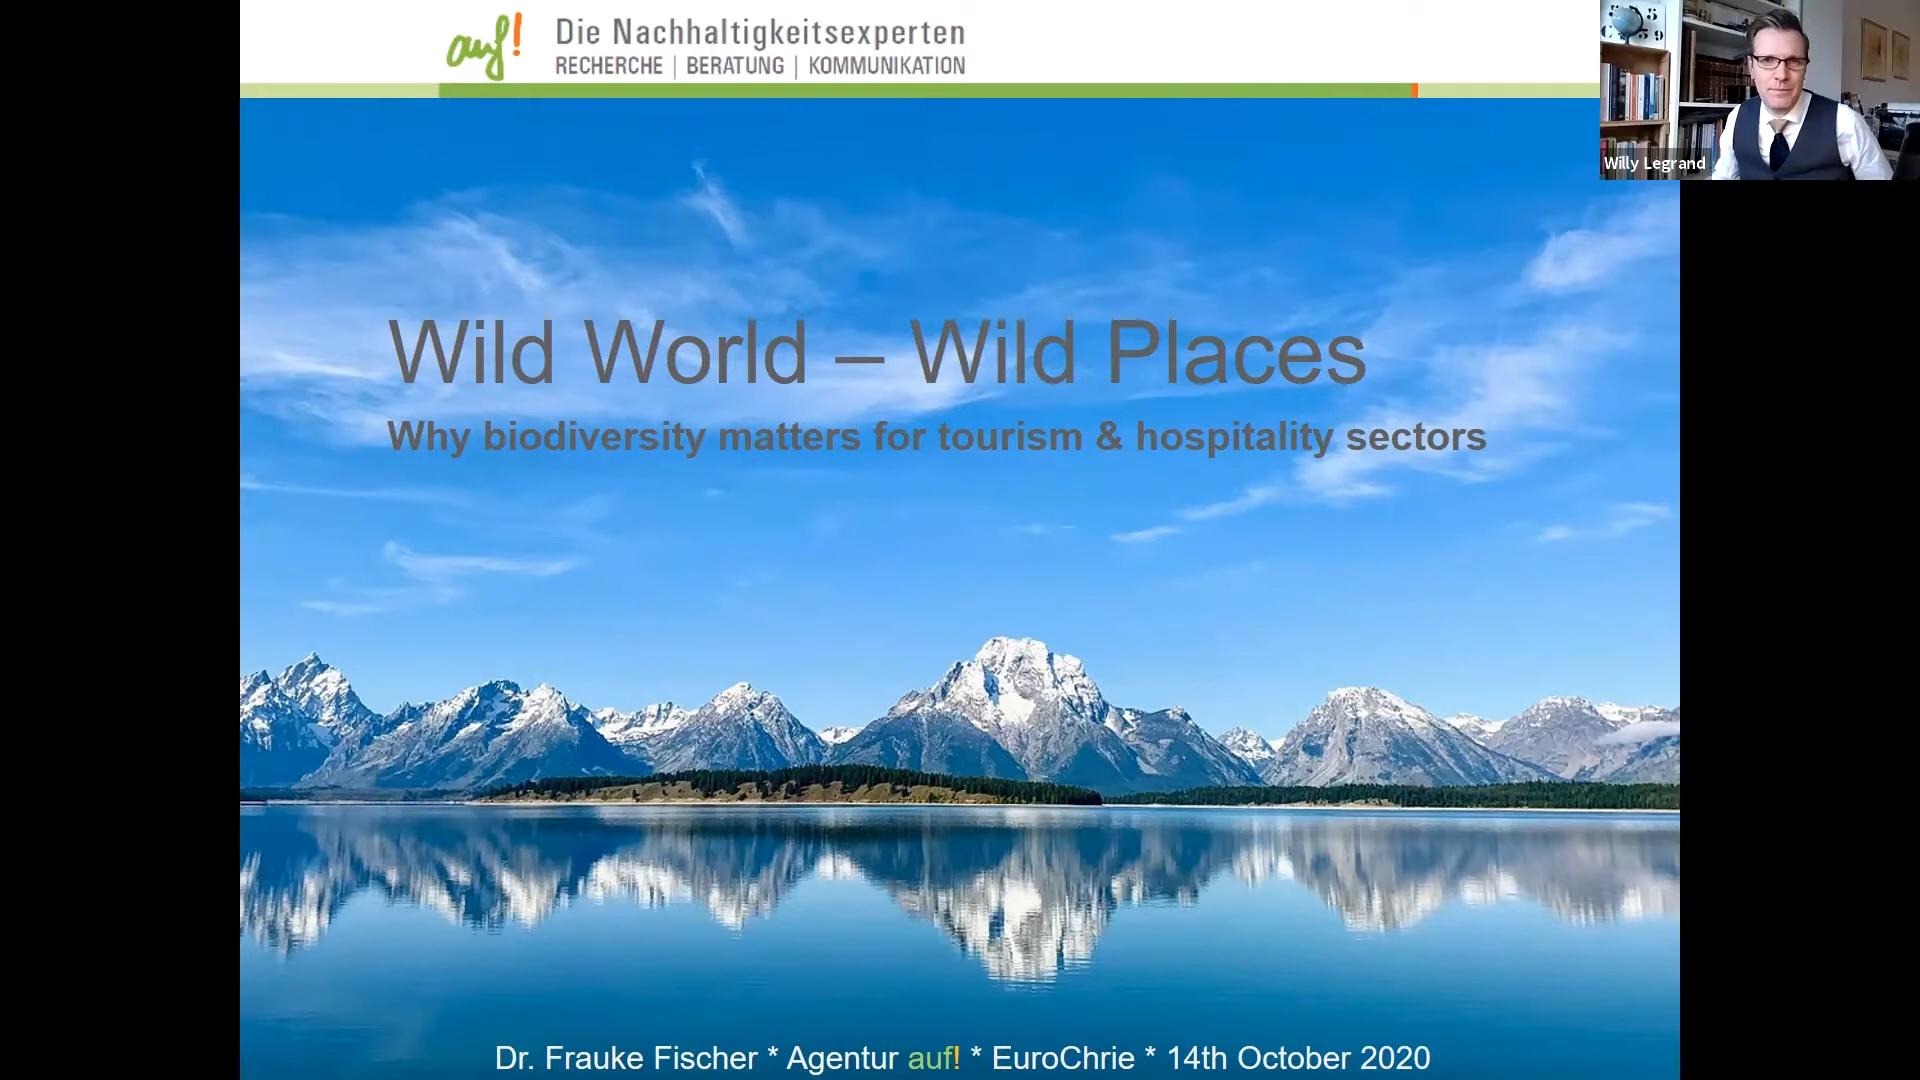 auf! Die Nachhaltigkeitsexperten
RECHERCHE | BERATUNG | KOMMUNIKATION
Willy Legrand
Wild World – Wild Places
Why biodiversity matters for tourism & hospitality sectors
Dr. Frauke Fischer * Agentur auf! * EuroChrie * 14th October 2020